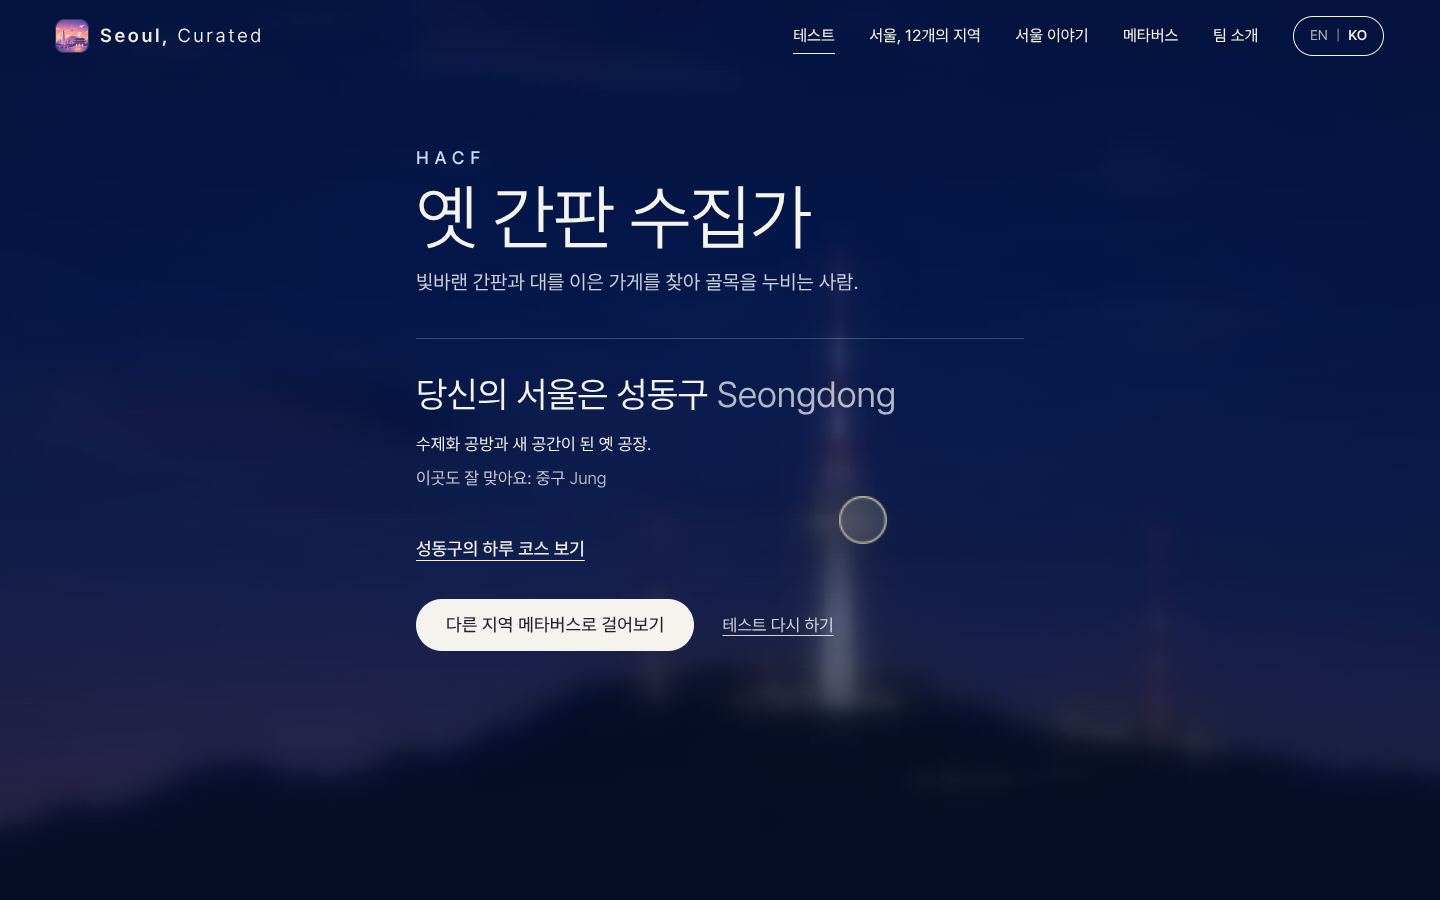 Seoul, Curated
테스트
서울, 12개의 지역
서울 이야기
메타버스
팀 소개
EN | KO
HACF
옛 간판 수집가
빛바랜 간판과 대를 이은 가게를 찾아 골목을 누비는 사람.
당신의 서울은 성동구 Seongdong
수제화 공방과 새 공간이 된 옛 공장.
이곳도 잘 맞아요: 중구 Jung
성동구의 하루 코스 보기
다른 지역 메타버스로 걸어보기
테스트 다시 하기